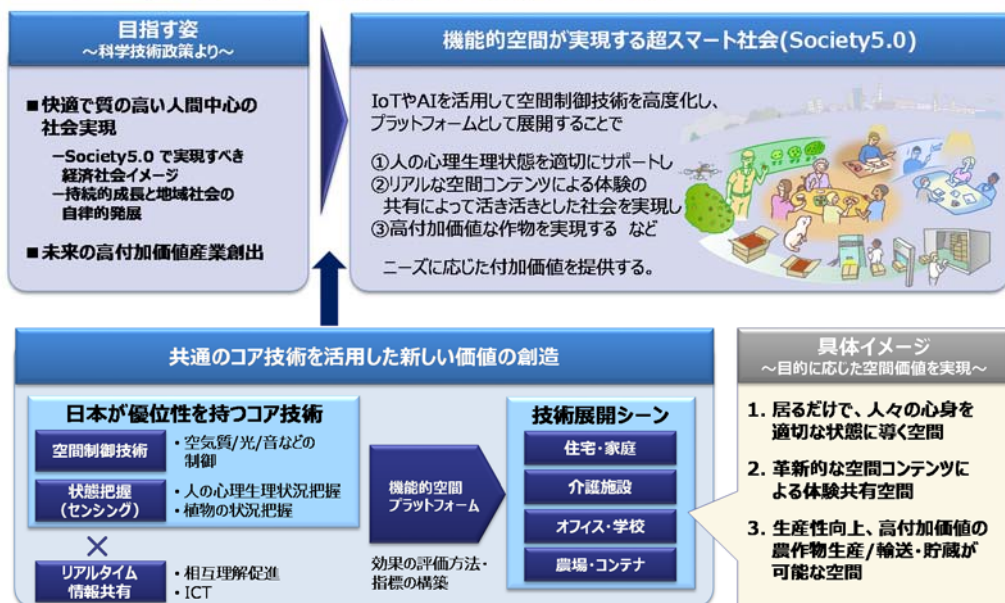 目指す姿
～科学技術政策より～
■快適で質の高い人間中心の
社会実現
－Society5.0 で実現すべき
経済社会イメージ
－持続的成長と地域社会の
自律的発展
■未来の高付加価値産業創出
機能的空間が実現する超スマート社会(Society5.0)
IoTやAIを活用して空間制御技術を高度化し、
プラットフォームとして展開することで
①人の心理生理状態を適切にサポートし
②リアルな空間コンテンツによる体験の
共有によって活き活きとした社会を実現し
③高付加価値な作物を実現する など
ニーズに応じた付加価値を提供する。
共通のコア技術を活用した新しい価値の創造
日本が優位性を持つコア技術
空間制御技術
・空気質/光/音などの
制御
状態把握
(センシング)
・人の心理生理状況把握
・植物の状況把握
×
リアルタイム
情報共有
・相互理解促進
・ICT
機能的空間
プラットフォーム
効果の評価方法・
指標の構築
技術展開シーン
住宅・家庭
介護施設
オフィス・学校
農場・コンテナ
具体イメージ
～目的に応じた空間価値を実現～
1. 居るだけで、人々の心身を
適切な状態に導く空間
2. 革新的な空間コンテンツに
よる体験共有空間
3. 生産性向上、高付加価値の
農作物生産/輸送・貯蔵が
可能な空間